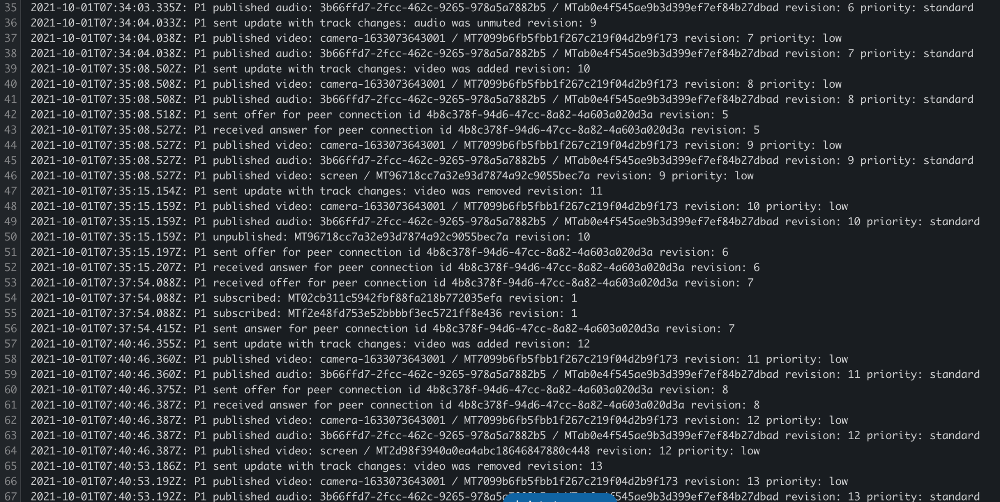 35 2021-10-01T07:34:03.335Z: P1 published audio: 3b66ffd7-2fcc-462c-9265-978a5a7882b5 / MTab0e4f545ae9b3d399ef7ef84b27dbad revision: 6 priority: standard
36 2021-10-01T07:34:04.033Z: P1 sent update with track changes: audio was unmuted revision: 9
37 2021-10-01T07:34:04.038Z: P1 published video: camera-1633073643001 / MT7099b6fb5fbb1f267c219f04d2b9f173 revision: 7 priority: low
38 2021-10-01T07:34:04.038Z: P1 published audio: 3b66ffd7-2fcc-462c-9265-978a5a7882b5 / MTab0e4f545ae9b3d399ef7ef84b27dbad revision: 7 priority: standard
39 2021-10-01T07:35:08.502Z: P1 sent update with track changes: video was added revision: 10
40 2021-10-01T07:35:08.508Z: P1 published video: camera-1633073643001 / MT7099b6fb5fbb1f267c219f04d2b9f173 revision: 8 priority: low
41 2021-10-01T07:35:08.508Z: P1 published audio: 3b66ffd7-2fcc-462c-9265-978a5a7882b5 / MTab0e4f545ae9b3d399ef7ef84b27dbad revision: 8 priority: standard
42 2021-10-01T07:35:08.518Z: P1 sent offer for peer connection id 4b8c378f-94d6-47cc-8a82-4a603a020d3a revision: 5
43 2021-10-01T07:35:08.527Z: P1 received answer for peer connection id 4b8c378f-94d6-47cc-8a82-4a603a020d3a revision: 5
44 2021-10-01T07:35:08.527Z: P1 published video: camera-1633073643001 / MT7099b6fb5fbb1f267c219f04d2b9f173 revision: 9 priority: low
45 2021-10-01T07:35:08.527Z: P1 published audio: 3b66ffd7-2fcc-462c-9265-978a5a7882b5 / MTab0e4f545ae9b3d399ef7ef84b27dbad revision: 9 priority: standard
46 2021-10-01T07:35:08.527Z: P1 published video: screen / MT96718cc7a32e93d7874a92c9055bec7a revision: 9 priority: low
47 2021-10-01T07:35:15.154Z: P1 sent update with track changes: video was removed revision: 11
48 2021-10-01T07:35:15.159Z: P1 published video: camera-1633073643001 / MT7099b6fb5fbb1f267c219f04d2b9f173 revision: 10 priority: low
49 2021-10-01T07:35:15.159Z: P1 published audio: 3b66ffd7-2fcc-462c-9265-978a5a7882b5 / MTab0e4f545ae9b3d399ef7ef84b27dbad revision: 10 priority: standard
50 2021-10-01T07:35:15.159Z: P1 unpublished: MT96718cc7a32e93d7874a92c9055bec7a revision: 10
51 2021-10-01T07:35:15.197Z: P1 sent offer for peer connection id 4b8c378f-94d6-47cc-8a82-4a603a020d3a revision: 6
52 2021-10-01T07:35:15.207Z: P1 received answer for peer connection id 4b8c378f-94d6-47cc-8a82-4a603a020d3a revision: 6
53 2021-10-01T07:37:54.088Z: P1 received offer for peer connection id 4b8c378f-94d6-47cc-8a82-4a603a020d3a revision: 7
54 2021-10-01T07:37:54.088Z: P1 subscribed: MT02cb311c5942fbf88fa218b772035efa revision: 1
55 2021-10-01T07:37:54.088Z: P1 subscribed: MTf2e48fd753e52bbbbf3ec5721ff8e436 revision: 1
56 2021-10-01T07:37:54.415Z: P1 sent answer for peer connection id 4b8c378f-94d6-47cc-8a82-4a603a020d3a revision: 7
57 2021-10-01T07:40:46.355Z: P1 sent update with track changes: video was added revision: 12
58 2021-10-01T07:40:46.360Z: P1 published video: camera-1633073643001 / MT7099b6fb5fbb1f267c219f04d2b9f173 revision: 11 priority: low
59 2021-10-01T07:40:46.360Z: P1 published audio: 3b66ffd7-2fcc-462c-9265-978a5a7882b5 / MTab0e4f545ae9b3d399ef7ef84b27dbad revision: 11 priority: standard
60 2021-10-01T07:40:46.375Z: P1 sent offer for peer connection id 4b8c378f-94d6-47cc-8a82-4a603a020d3a revision: 8
61 2021-10-01T07:40:46.387Z: P1 received answer for peer connection id 4b8c378f-94d6-47cc-8a82-4a603a020d3a revision: 8
62 2021-10-01T07:40:46.387Z: P1 published video: camera-1633073643001 / MT7099b6fb5fbb1f267c219f04d2b9f173 revision: 12 priority: low
63 2021-10-01T07:40:46.387Z: P1 published audio: 3b66ffd7-2fcc-462c-9265-978a5a7882b5 / MTab0e4f545ae9b3d399ef7ef84b27dbad revision: 12 priority: standard
64 2021-10-01T07:40:46.387Z: P1 published video: screen / MT2d98f3940a0ea4abc18646847880c448 revision: 12 priority: low
65 2021-10-01T07:40:53.186Z: P1 sent update with track changes: video was removed revision: 13
66 2021-10-01T07:40:53.192Z: P1 published video: camera-1633073643001 / MT7099b6fb5fbb1f267c219f04d2b9f173 revision: 13 priority: low
67 2021-10-01T07:40:53.192Z: P1 published audio: revision: 13 priority: standard